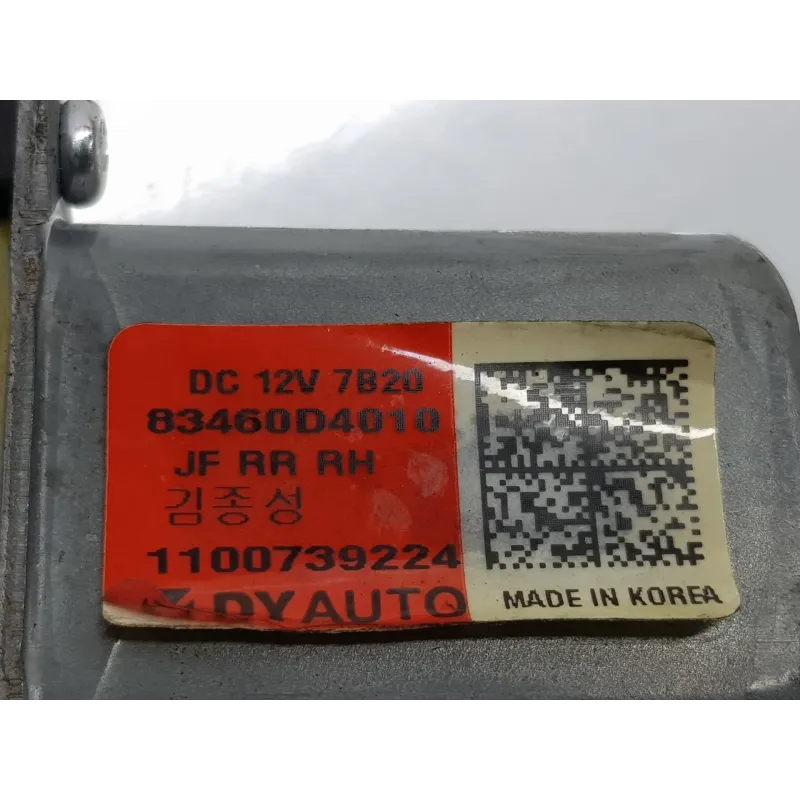 DC 12V 7B20
83460D4010
JF RR RH
김종성
1100739224
DYAUTO
MADE IN KOREA